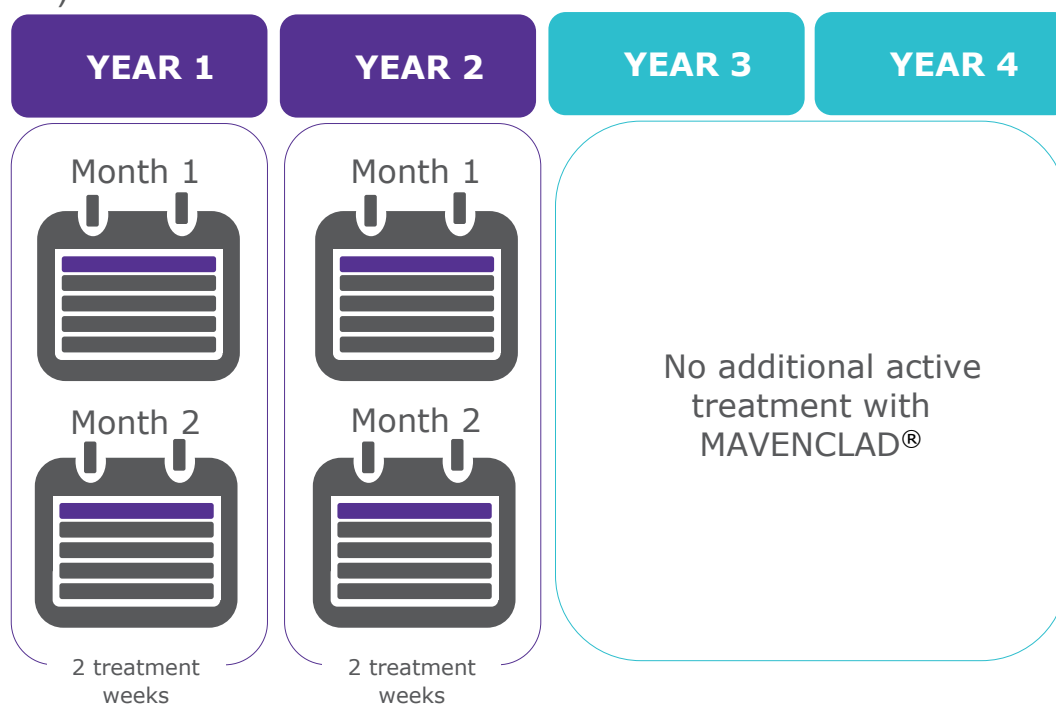 YEAR 1
YEAR 2
YEAR 3
YEAR 4
Month 1
Month 1
Month 2
Month 2
No additional active
treatment with
MAVENCLAD®
2 treatment
weeks
2 treatment
weeks